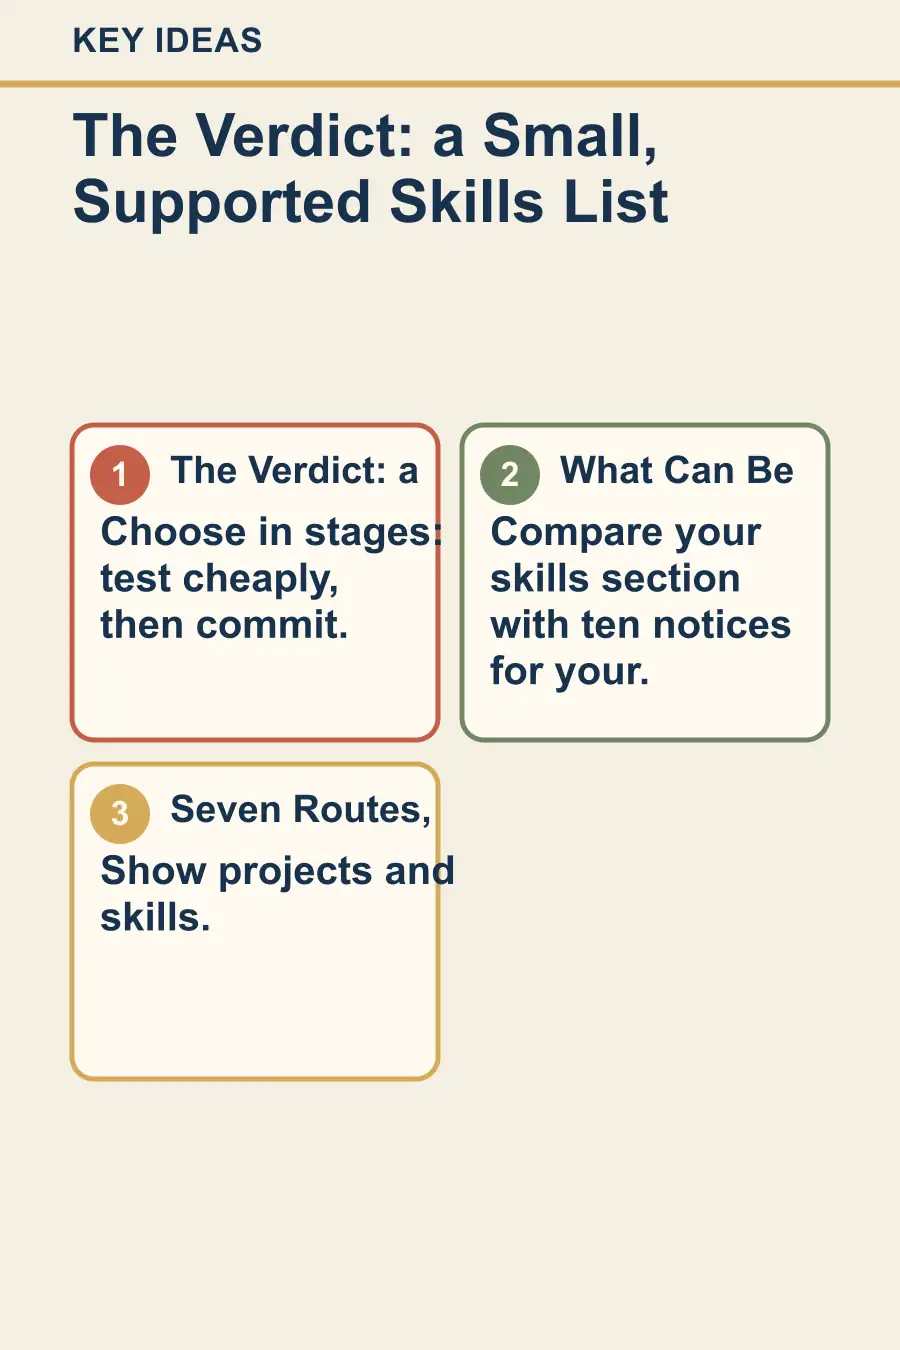 KEY IDEAS
The Verdict: a Small,
Supported Skills List
1
The Verdict: a
Choose in stages:
test cheaply,
then commit.
2
What Can Be
Compare your
skills section
with ten notices
for your.
3
Seven Routes,
Show projects and
skills.